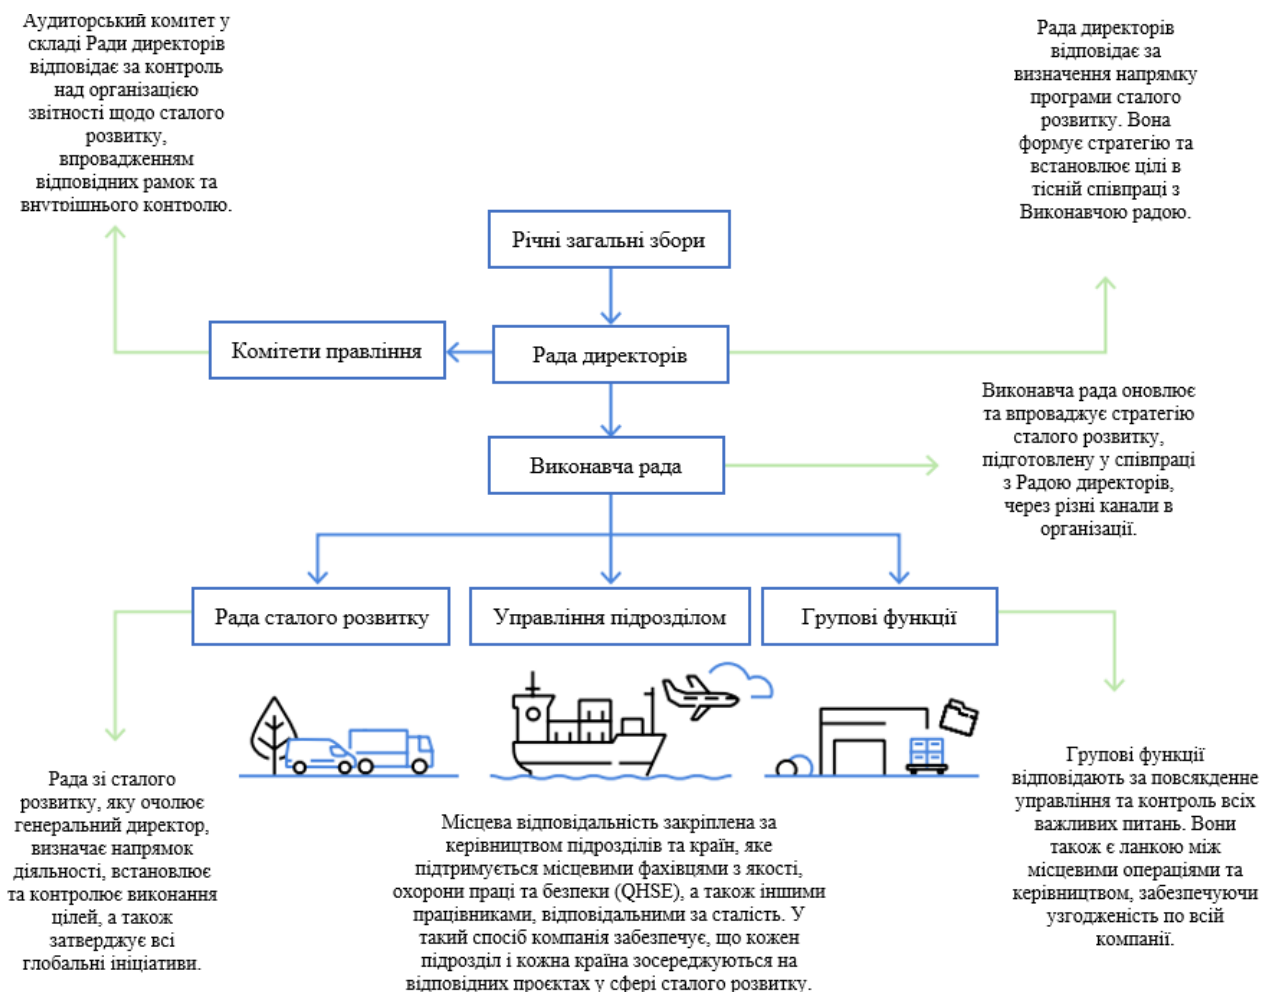 Аудиторський комітет у
складі Ради директорів
відповідає за контроль
над організацією
звітності щодо сталого
розвитку,
впровадженням
відповідних рамок та
внутрішнього контролю.
Рада директорів
відповідає за
визначення напрямку
програми сталого
розвитку. Вона
формує стратегію та
встановлює цілі в
тісній співпраці з
Виконавчою радою.
Річні загальні збори
Комітети правління
Рада директорів
Виконавча рада
Виконавча рада оновлює
та впроваджує стратегію
сталого розвитку,
підготовлену у співпраці
з Радою директорів,
через різні канали в
організації.
Рада сталого розвитку
Управління підрозділом
Групові функції
Рада зі сталого
розвитку, яку очолює
генеральний директор,
визначає напрямок
діяльності, встановлює
та контролює виконання
цілей, а також
затверджує всі
глобальні ініціативи.
Місцева відповідальність закріплена за
керівництвом підрозділів та країн, яке
підтримується місцевими фахівцями з якості,
охорони праці та безпеки (QHSE), а також іншими
працівниками, відповідальними за сталість. У
такий спосіб компанія забезпечує, що кожен
підрозділ і кожна країна зосереджуються на
відповідних проєктах у сфері сталого розвитку.
Групові функції
відповідають за повсякденне
управління та контроль всіх
важливих питань. Вони
також є ланкою між
місцевими операціями та
керівництвом, забезпечуючи
узгодженість по всій
компанії.